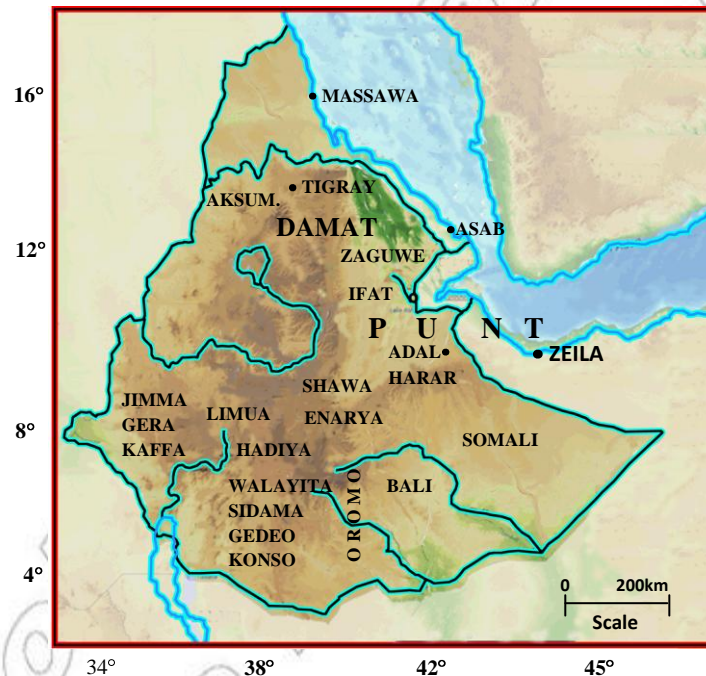 16°
MASSAWA
AKSUM.
TIGRAY
DAMAT
ASAB
12°
ZAGUWE
IFAT
PUNT
ADAL
ZEILA
HARAR
SHAWA
JIMMA
LIMUA
ENARYA
GERA
8°
KAFFA
HADIYA
SOMALI
WALAYITA
BALI
OROMO
SIDAMA
GEDEO
KONSO
4°
0 200km
Scale
34° 38° 42° 45°